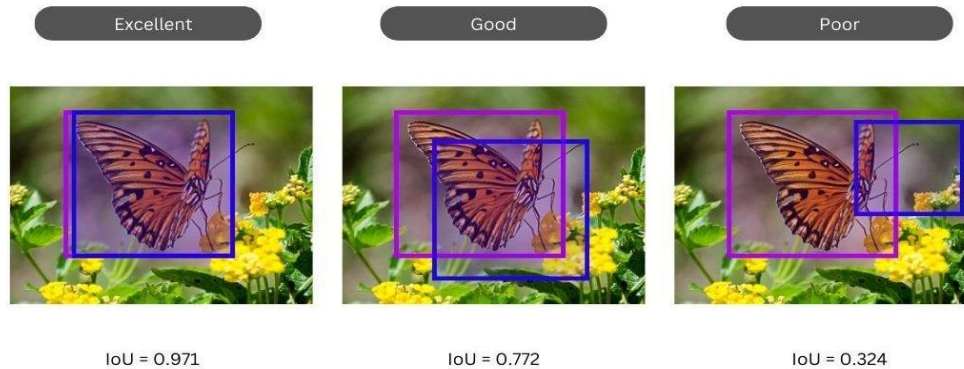 Excellent
Good
Poor
IoU = 0.971
IoU = 0.772
IoU = 0.324